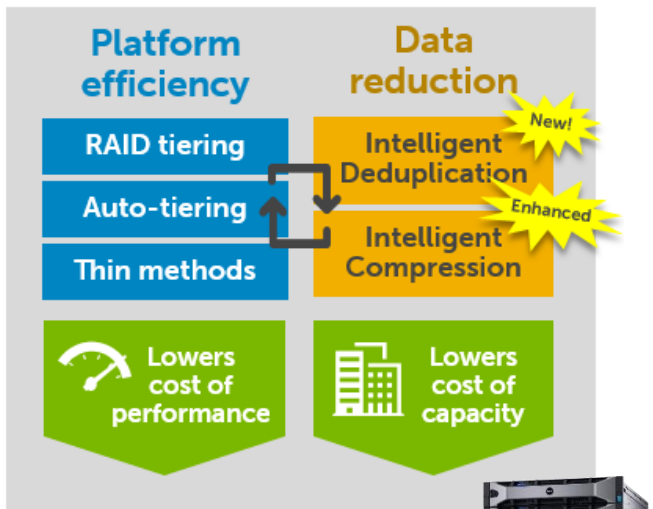 Platform
efficiency
RAID tiering
Auto-tiering
Thin methods
Lowers
cost of
performance
Data
reduction
New!
Intelligent
Deduplication
Enhanced
Intelligent
Compression
Lowers
cost of
capacity